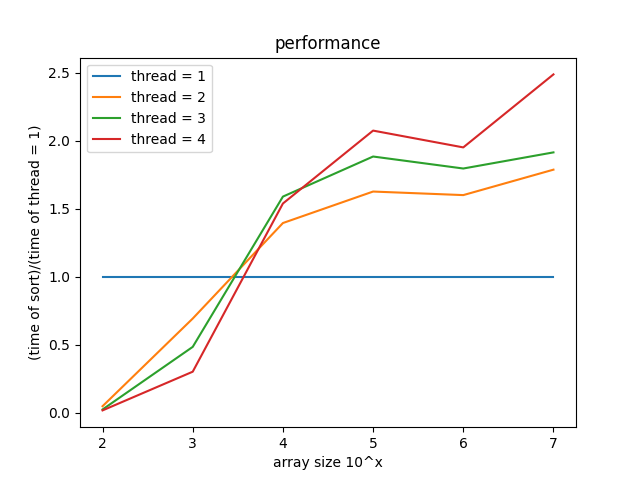 performance
thread = 1
thread = 2
thread = 3
thread = 4
(time of sort)/(time of thread = 1)
2.5
2.0
1.5
1.0
0.5
0.0
2 3 4 5 6 7
array size 10^x